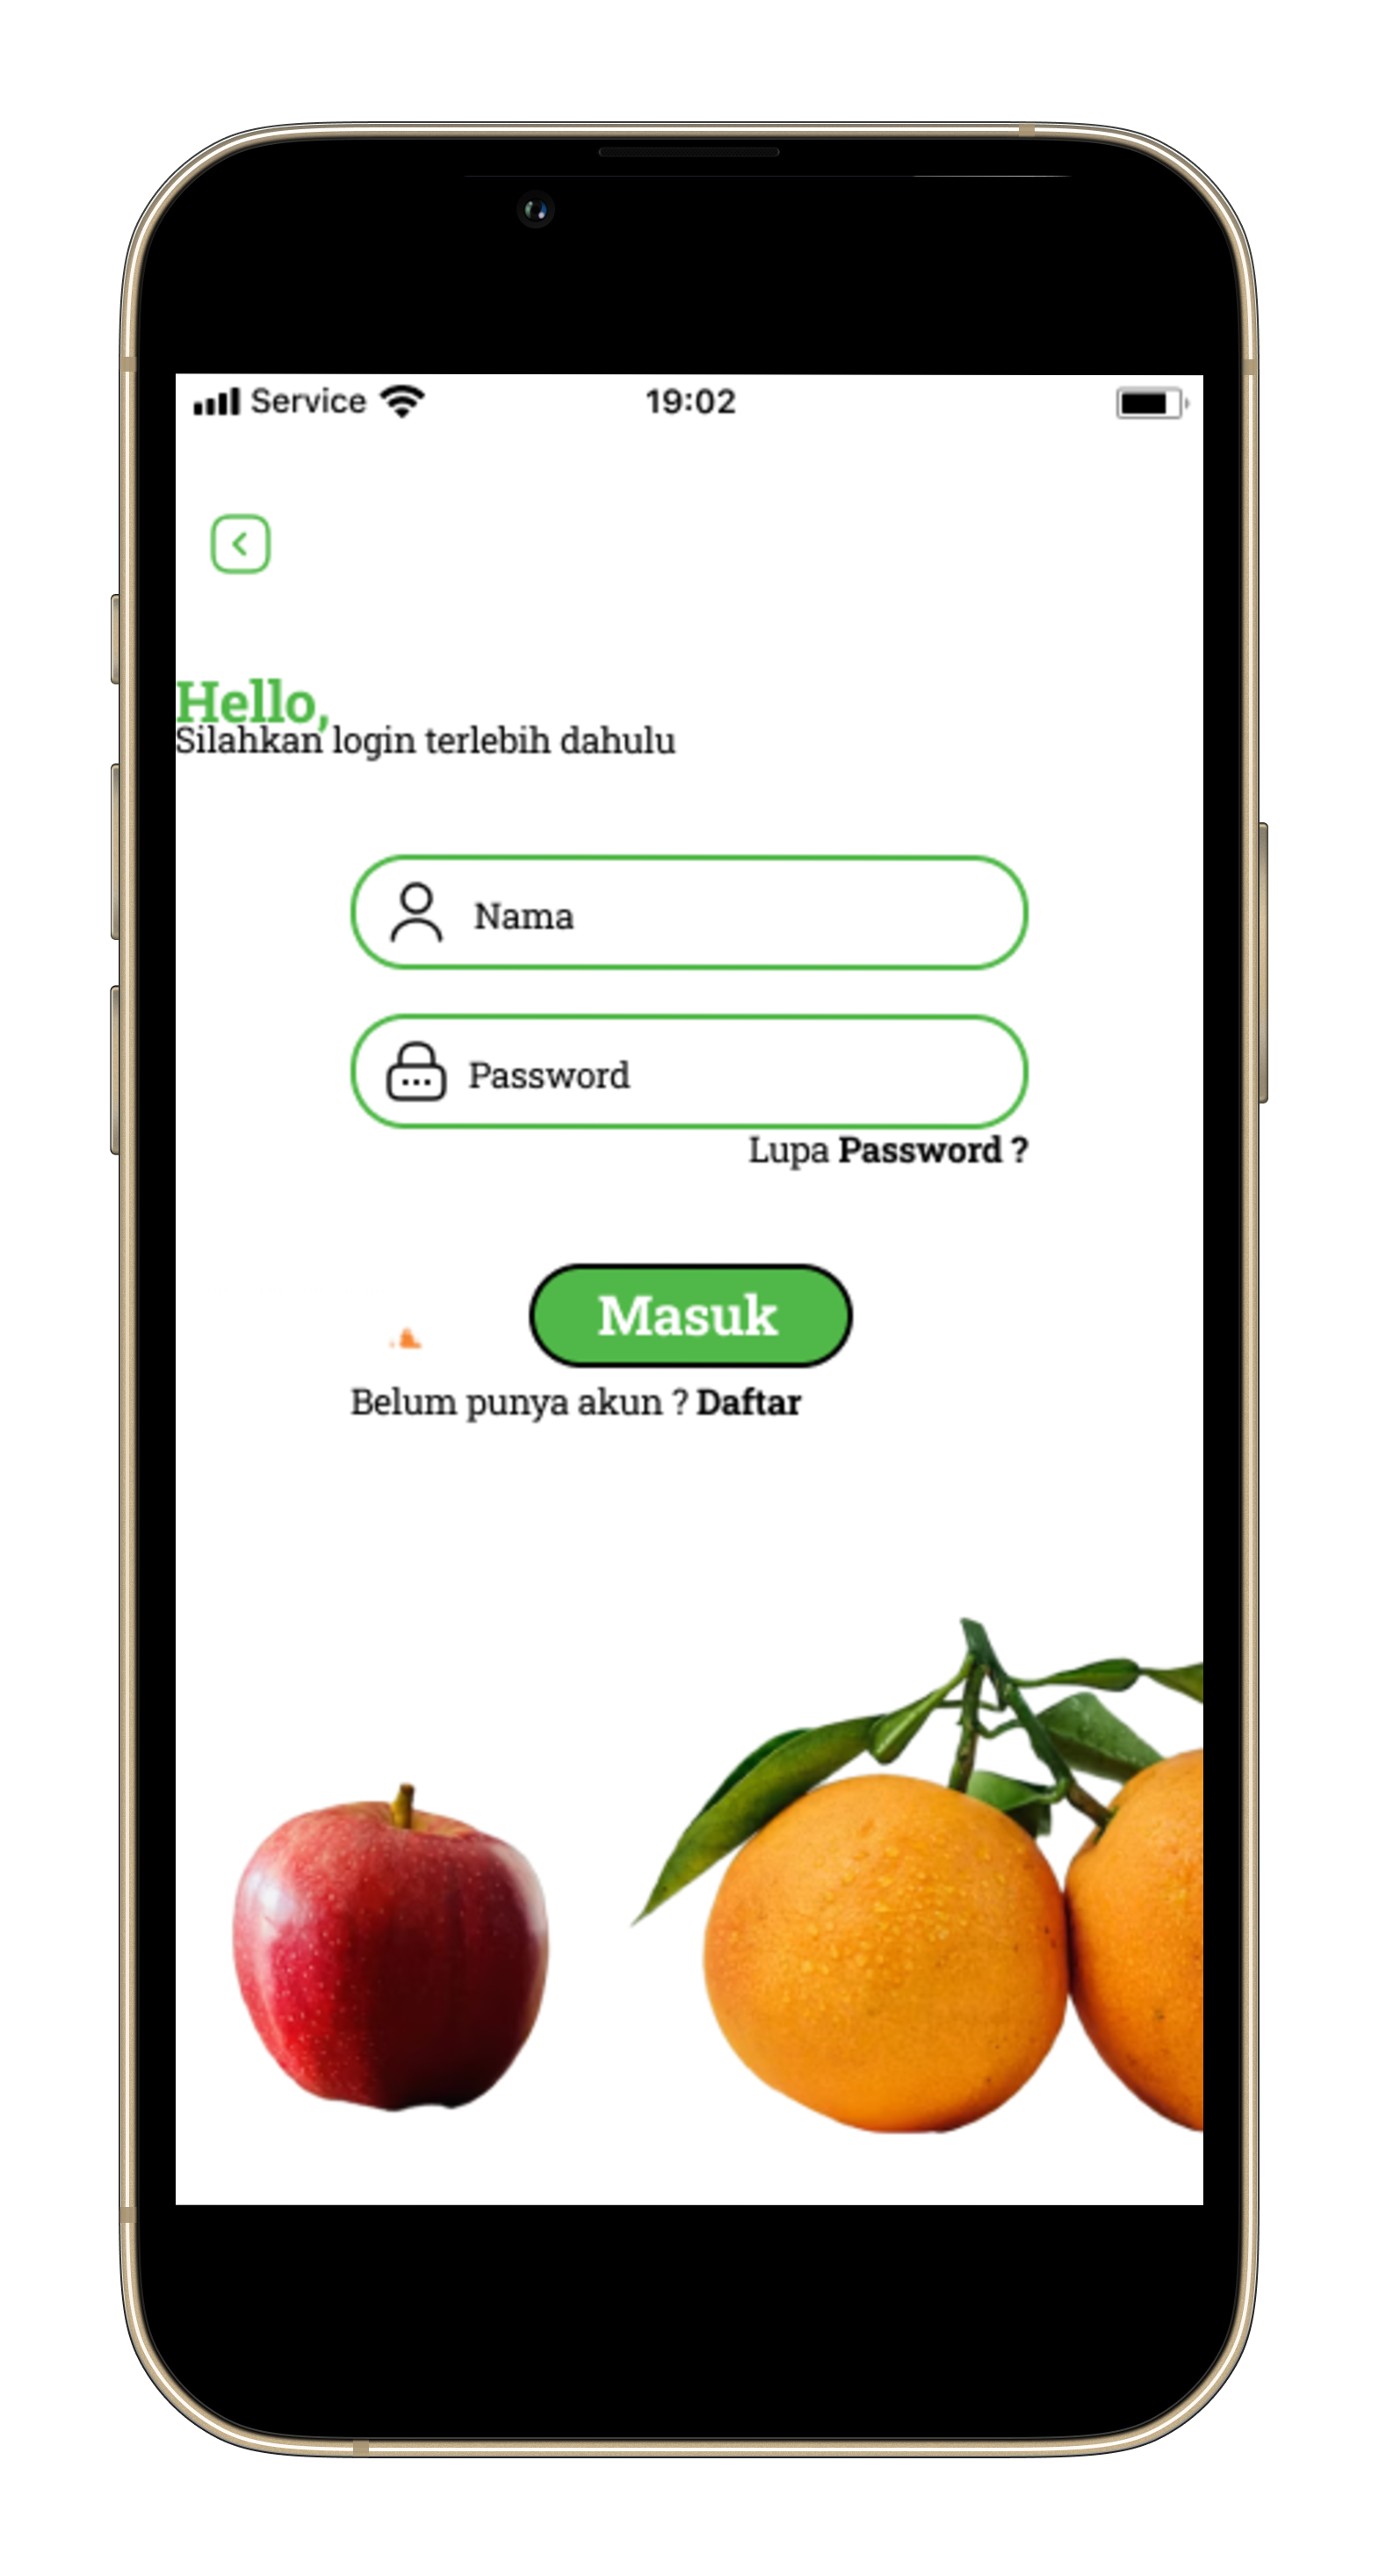 Service 19:02
Hello,
Silahkan login terlebih dahulu
Nama
Password
Lupa Password ?
Masuk
Belum punya akun ? Daftar